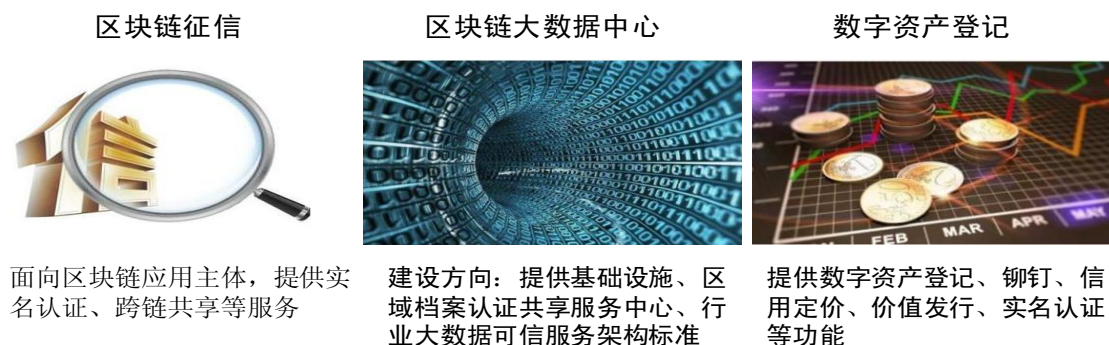 区块链征信
区块链大数据中心
数字资产登记
FEB
MAR
APR
MAY
面向区块链应用主体，提供实
名认证、跨链共享等服务
建设方向：提供基础设施、区
域档案认证共享服务中心、行
业大数据可信服务架构标准
提供数字资产登记、铆钉、信
用定价、价值发行、实名认证
等功能